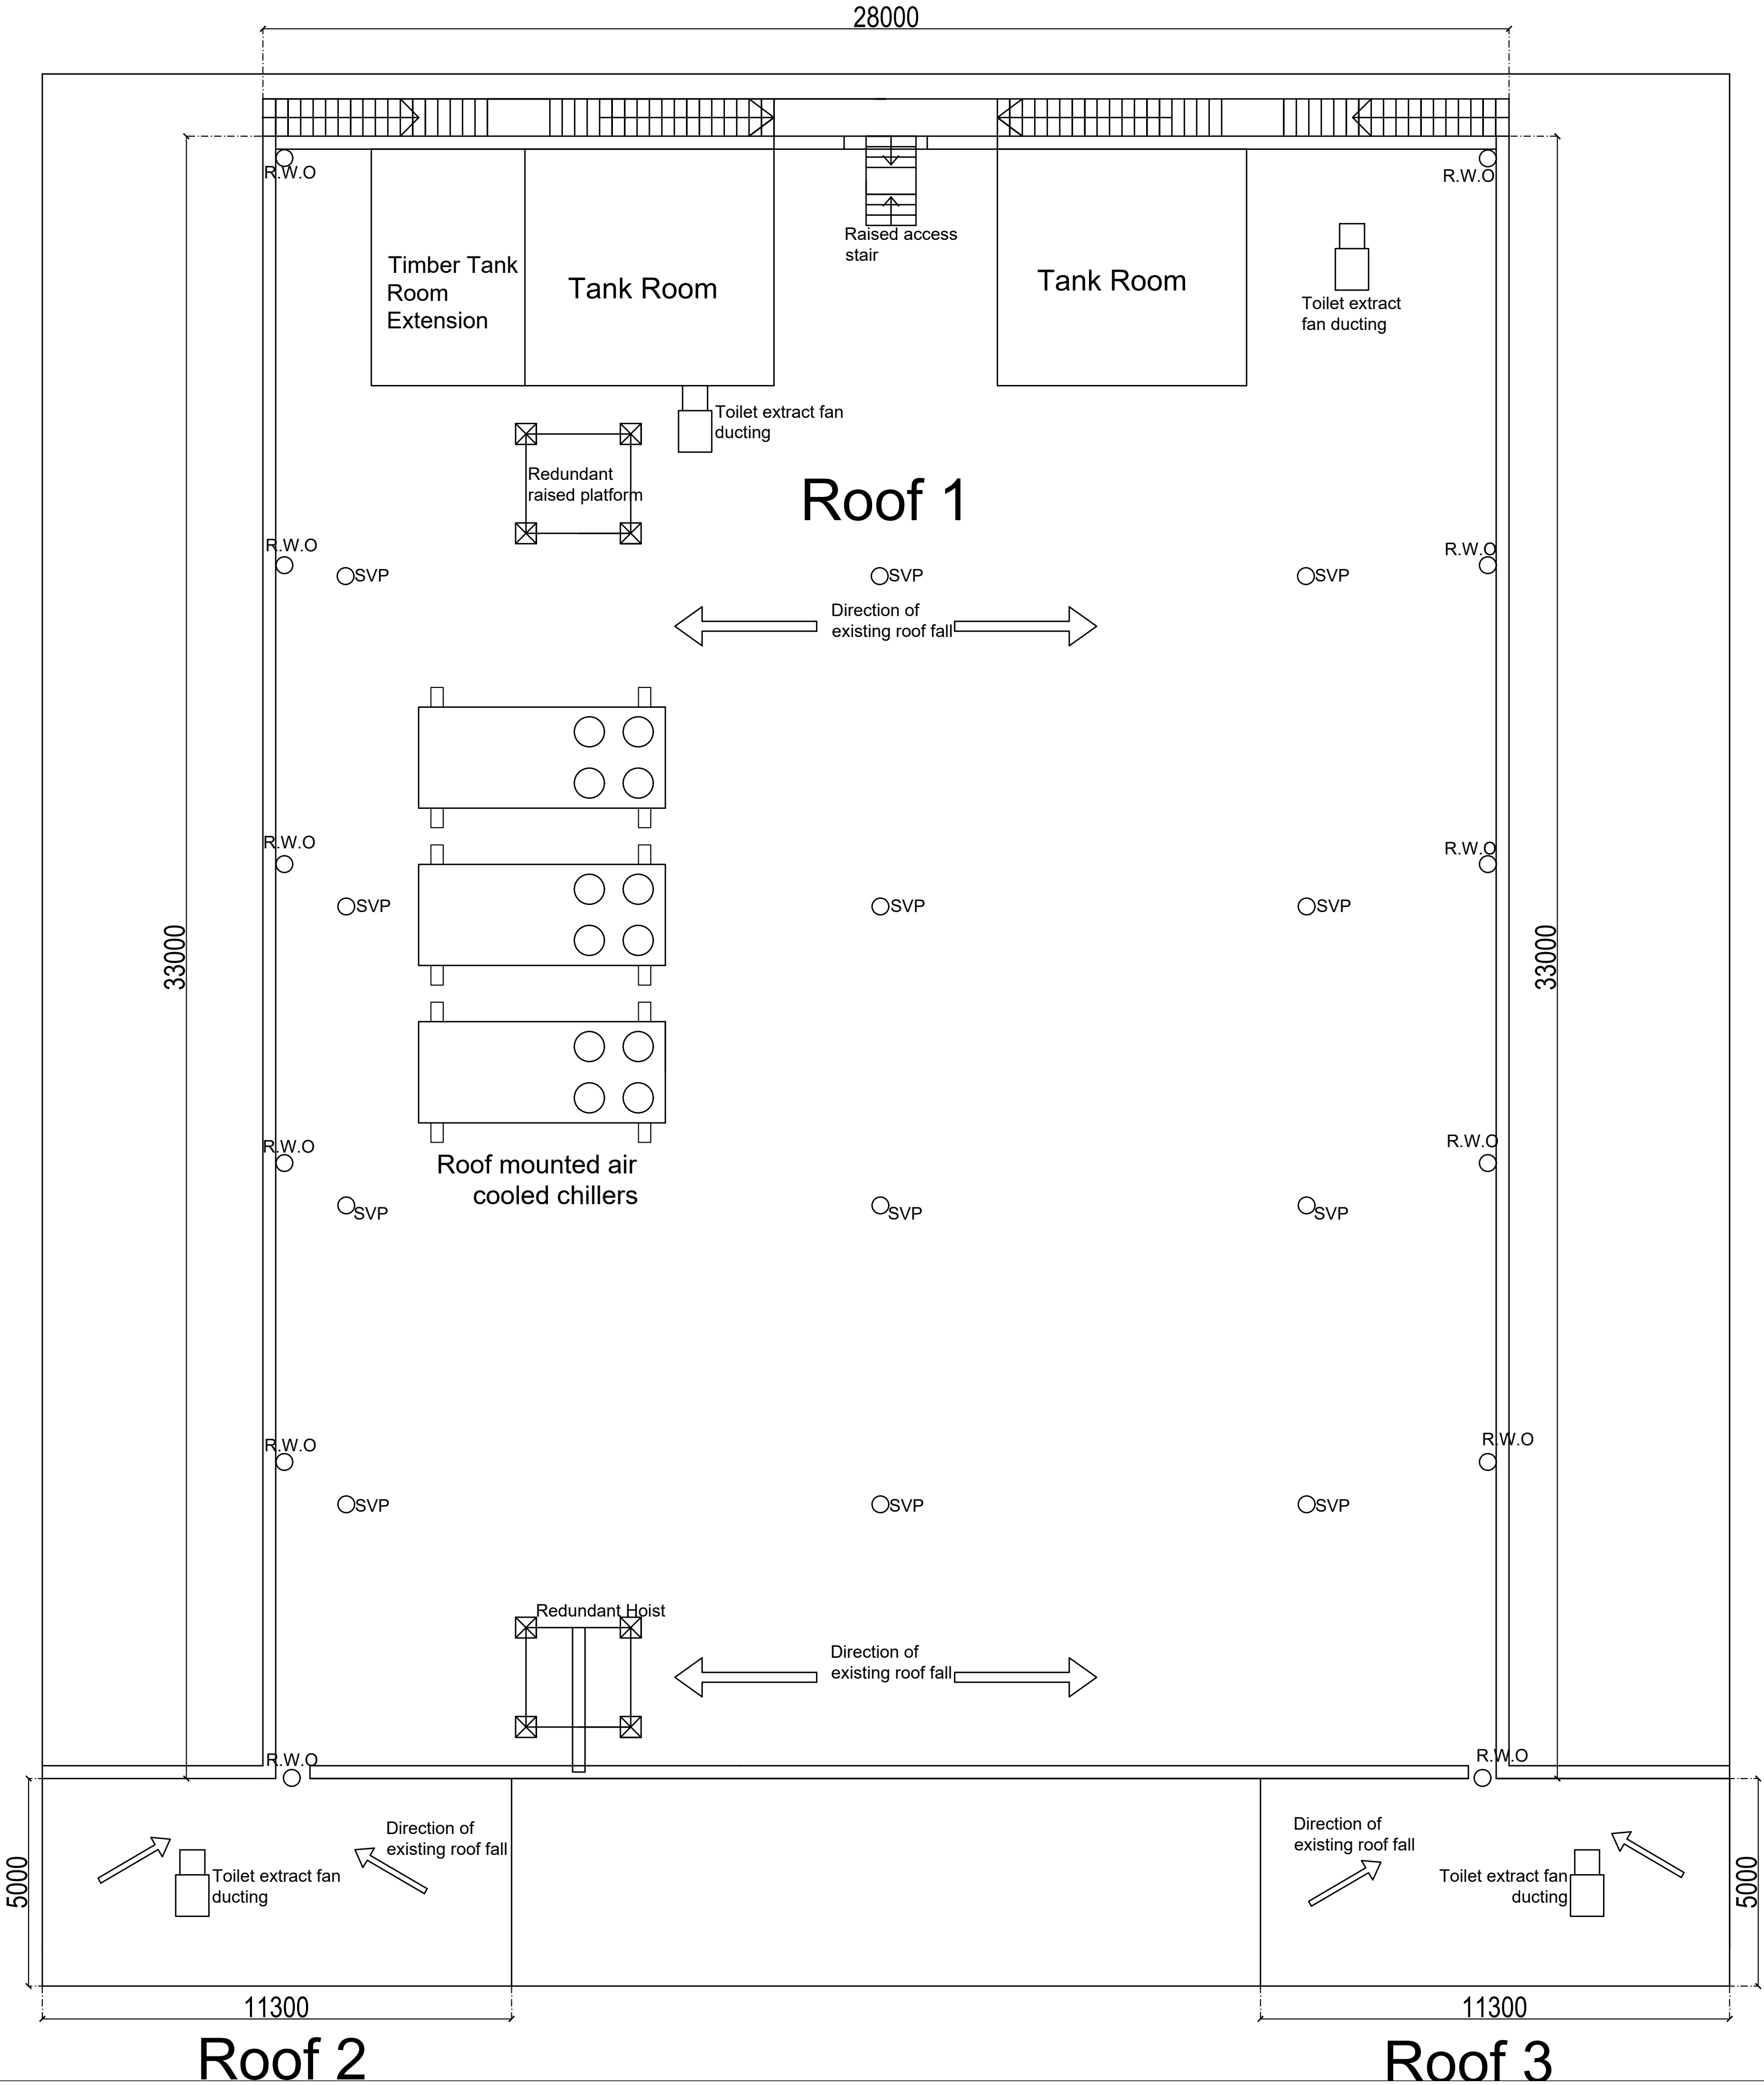 28000
R.W.O
R.W.O
Raised access
stair
Timber Tank
Room
Extension
Tank Room
Tank Room
Toilet extract
fan ducting
Toilet extract fan
ducting
Redundant
raised platform
Roof 1
R.W.O
R.W.O
SVP
SVP
SVP
Direction of
existing roof fall
R.W.O
R.W.O
SVP
SVP
SVP
33000
33000
R.W.O
R.W.O
Roof mounted air
cooled chillers
SVP
SVP
SVP
R.W.O
R.W.O
SVP
SVP
SVP
Redundant Hoist
Direction of
existing roof fall
R.W.O
R.W.O
Direction of
existing roof fall
Direction of
existing roof fall
Toilet extract fan
ducting
Toilet extract fan
ducting
5000
5000
11300
11300
Roof 2
Roof 3